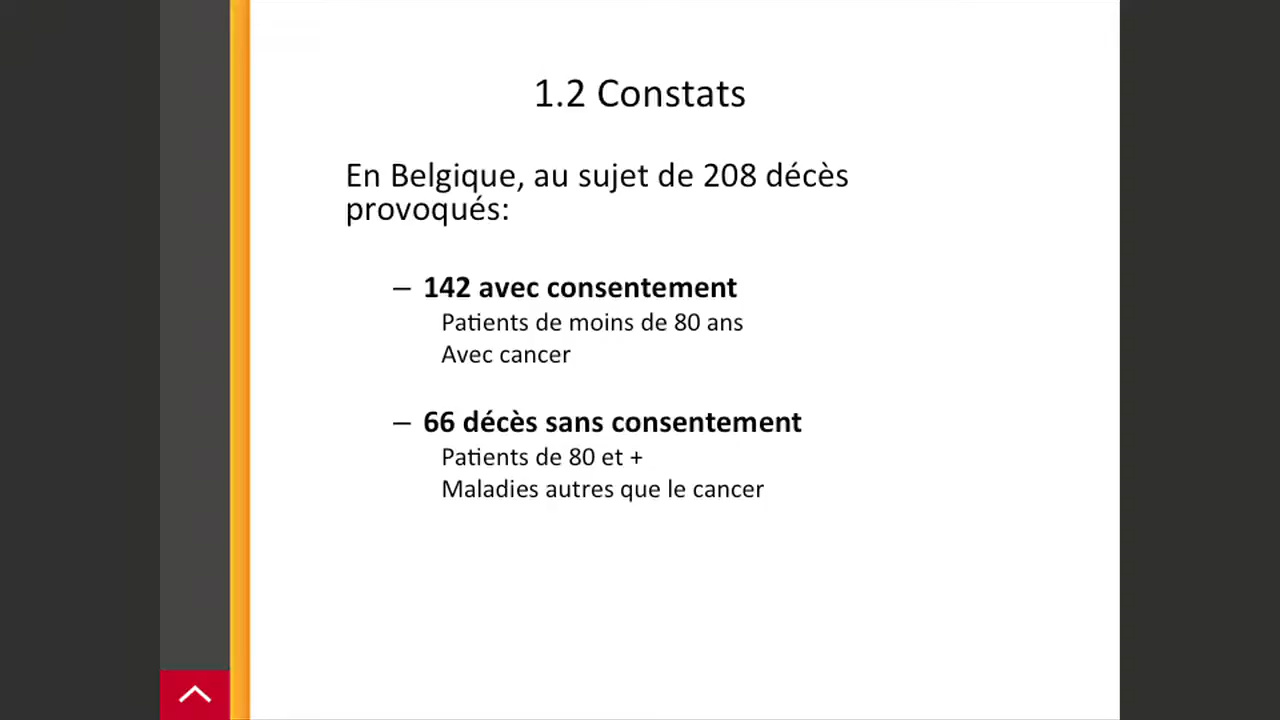 1.2 Constats
En Belgique, au sujet de 208 décès
provoqués:
– 142 avec consentement
Patients de moins de 80 ans
Avec cancer
– 66 décès sans consentement
Patients de 80 et +
Maladies autres que le cancer